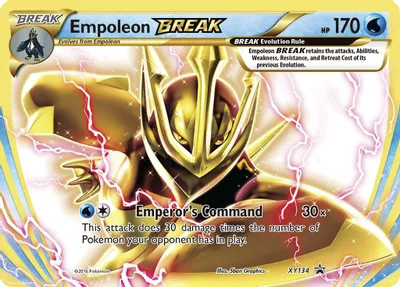 BREAK
Evolves from Empoleon
Empoleon BREAK
HP 170
BREAK Evolution Rule
Empoleon BREAK retains the attacks, Abilities,
Weakness, Resistance, and Retreat Cost of its
previous Evolution.
Emperor's Command 30×
This attack does 30 damage times the number of
Pokémon your opponent has in play.
©2016 Pokémon
Illus. 5ban Graphics
XY134